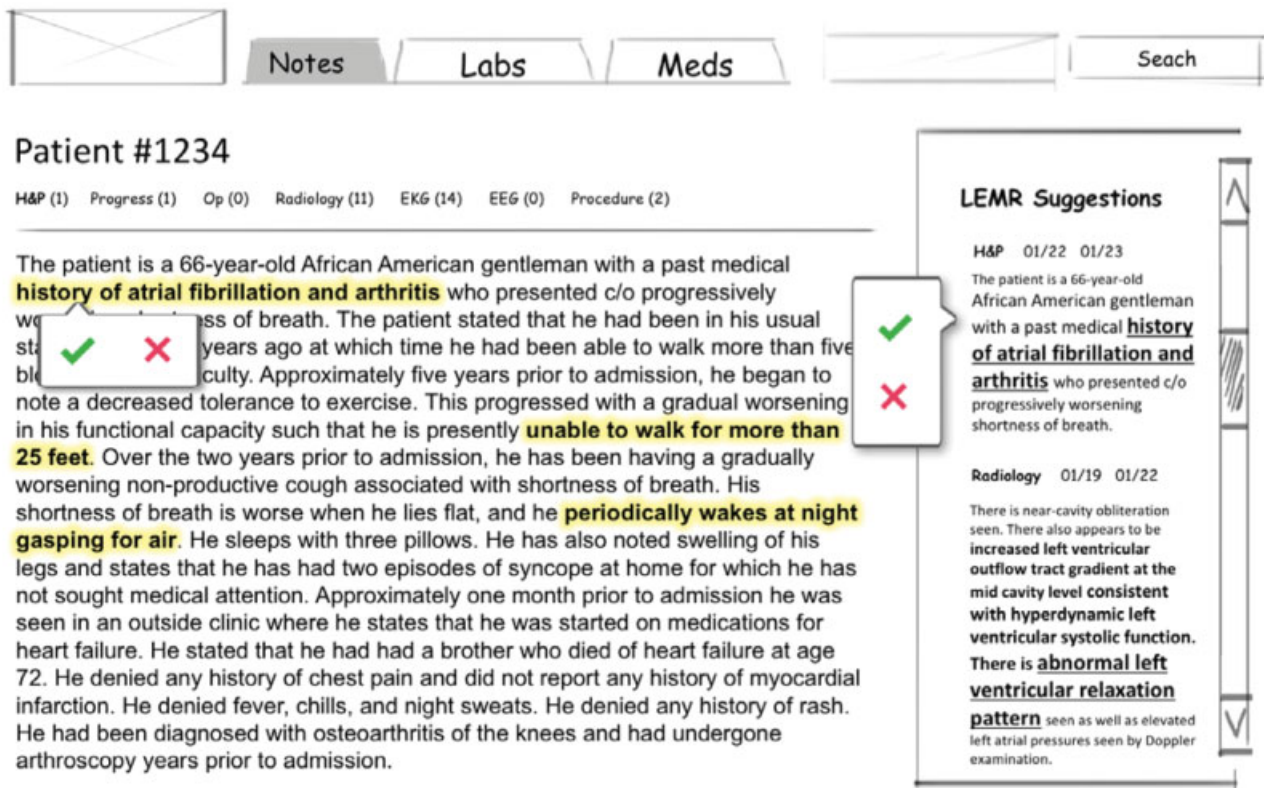 Notes
Labs
Meds
Seach
Patient #1234
H&P (1) Progress (1) Op (0) Radiology (11) EKG (14) EEG (0) Procedure (2)
The patient is a 66-year-old African American gentleman with a past medical
history of atrial fibrillation and arthritis who presented c/o progressively
ss of breath. The patient stated that he had been in his usual
years ago at which time he had been able to walk more than five
culty. Approximately five years prior to admission, he began to
note a decreased tolerance to exercise. This progressed with a gradual worsening
in his functional capacity such that he is presently unable to walk for more than
25 feet. Over the two years prior to admission, he has been having a gradually
worsening non-productive cough associated with shortness of breath. His
shortness of breath is worse when he lies flat, and he periodically wakes at night
gasping for air. He sleeps with three pillows. He has also noted swelling of his
legs and states that he has had two episodes of syncope at home for which he has
not sought medical attention. Approximately one month prior to admission he was
seen in an outside clinic where he states that he was started on medications for
heart failure. He stated that he had had a brother who died of heart failure at age
72. He denied any history of chest pain and did not report any history of myocardial
infarction. He denied fever, chills, and night sweats. He denied any history of rash.
He had been diagnosed with osteoarthritis of the knees and had undergone
arthroscopy years prior to admission.
LEMR Suggestions
H&P 01/22 01/23
The patient is a 66-year-old
African American gentleman
with a past medical history
of atrial fibrillation and
arthritis who presented c/o
progressively worsening
shortness of breath.
Radiology 01/19 01/22
There is near-cavity obliteration
seen. There also appears to be
increased left ventricular
outflow tract gradient at the
mid cavity level consistent
with hyperdynamic left
ventricular systolic function.
There is abnormal left
ventricular relaxation
pattern seen as well as elevated
left atrial pressures seen by Doppler
examination.